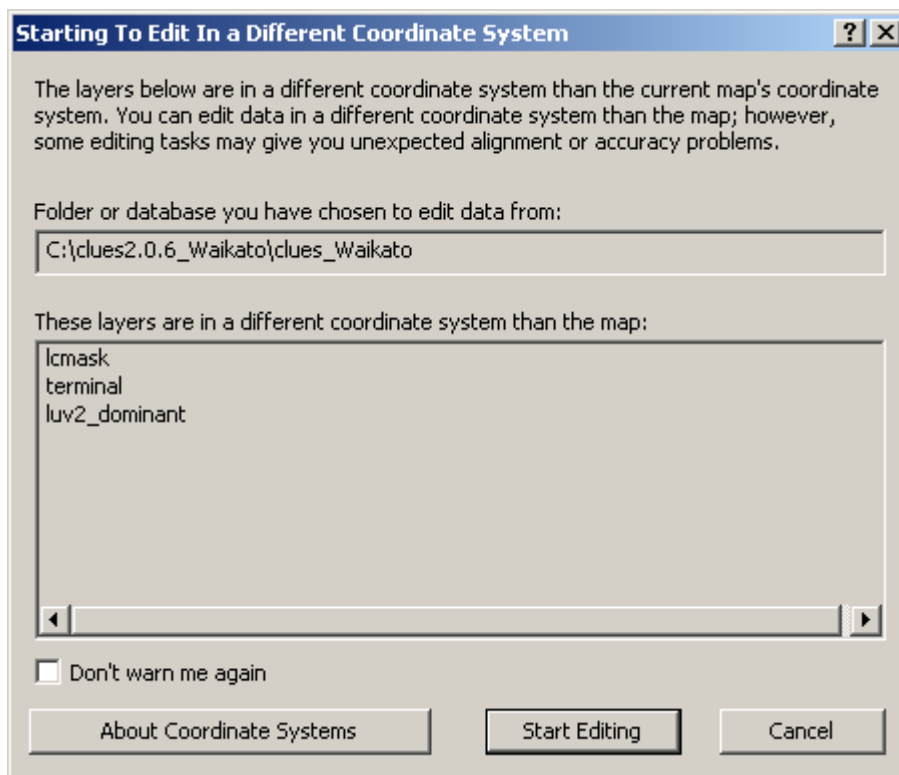 Starting To Edit In a Different Coordinate System
The layers below are in a different coordinate system than the current map's coordinate
system. You can edit data in a different coordinate system than the map; however,
some editing tasks may give you unexpected alignment or accuracy problems.
Folder or database you have chosen to edit data from:
C:\clues2.0.6_Waikato\clues_Waikato
These layers are in a different coordinate system than the map:
lcmask
terminal
luv2_dominant
Don't warn me again
About Coordinate Systems
Start Editing
Cancel